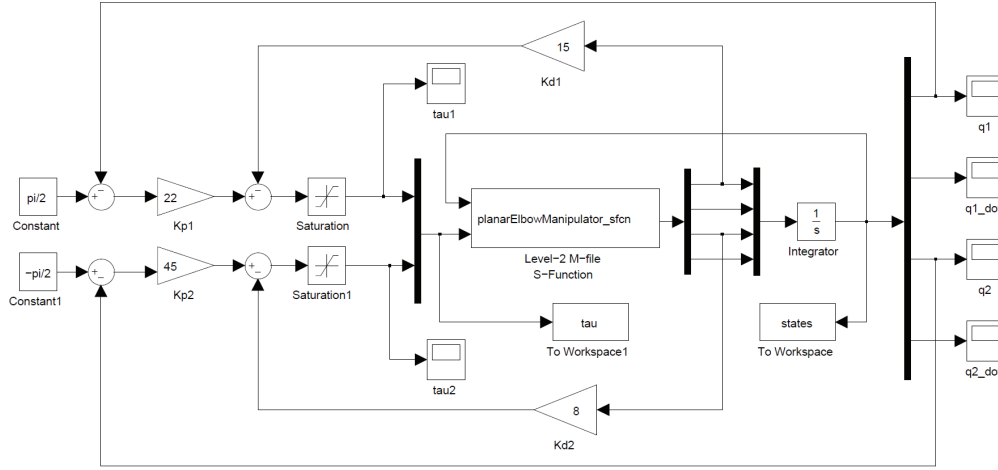 15
Kd1
tau1
q1
pi/2
Constant
+
−
22
Kp1
+
−
Saturation
planarElbowManipulator_sfcn
Level−2 M−file
S−Function
1
s
Integrator
q1_do
−pi/2
Constant1
+
−
45
Kp2
+
−
Saturation1
q2
tau
To Workspace1
states
To Workspace
tau2
q2_do
8
Kd2